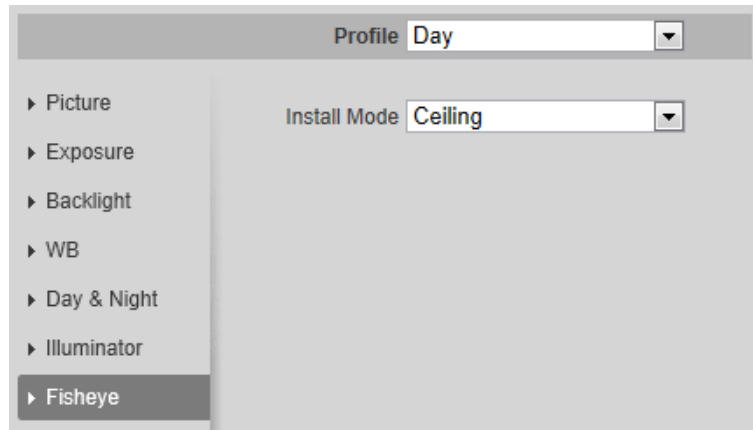 Profile Day
Picture
Install Mode Ceiling
Exposure
Backlight
WB
Day & Night
Illuminator
Fisheye